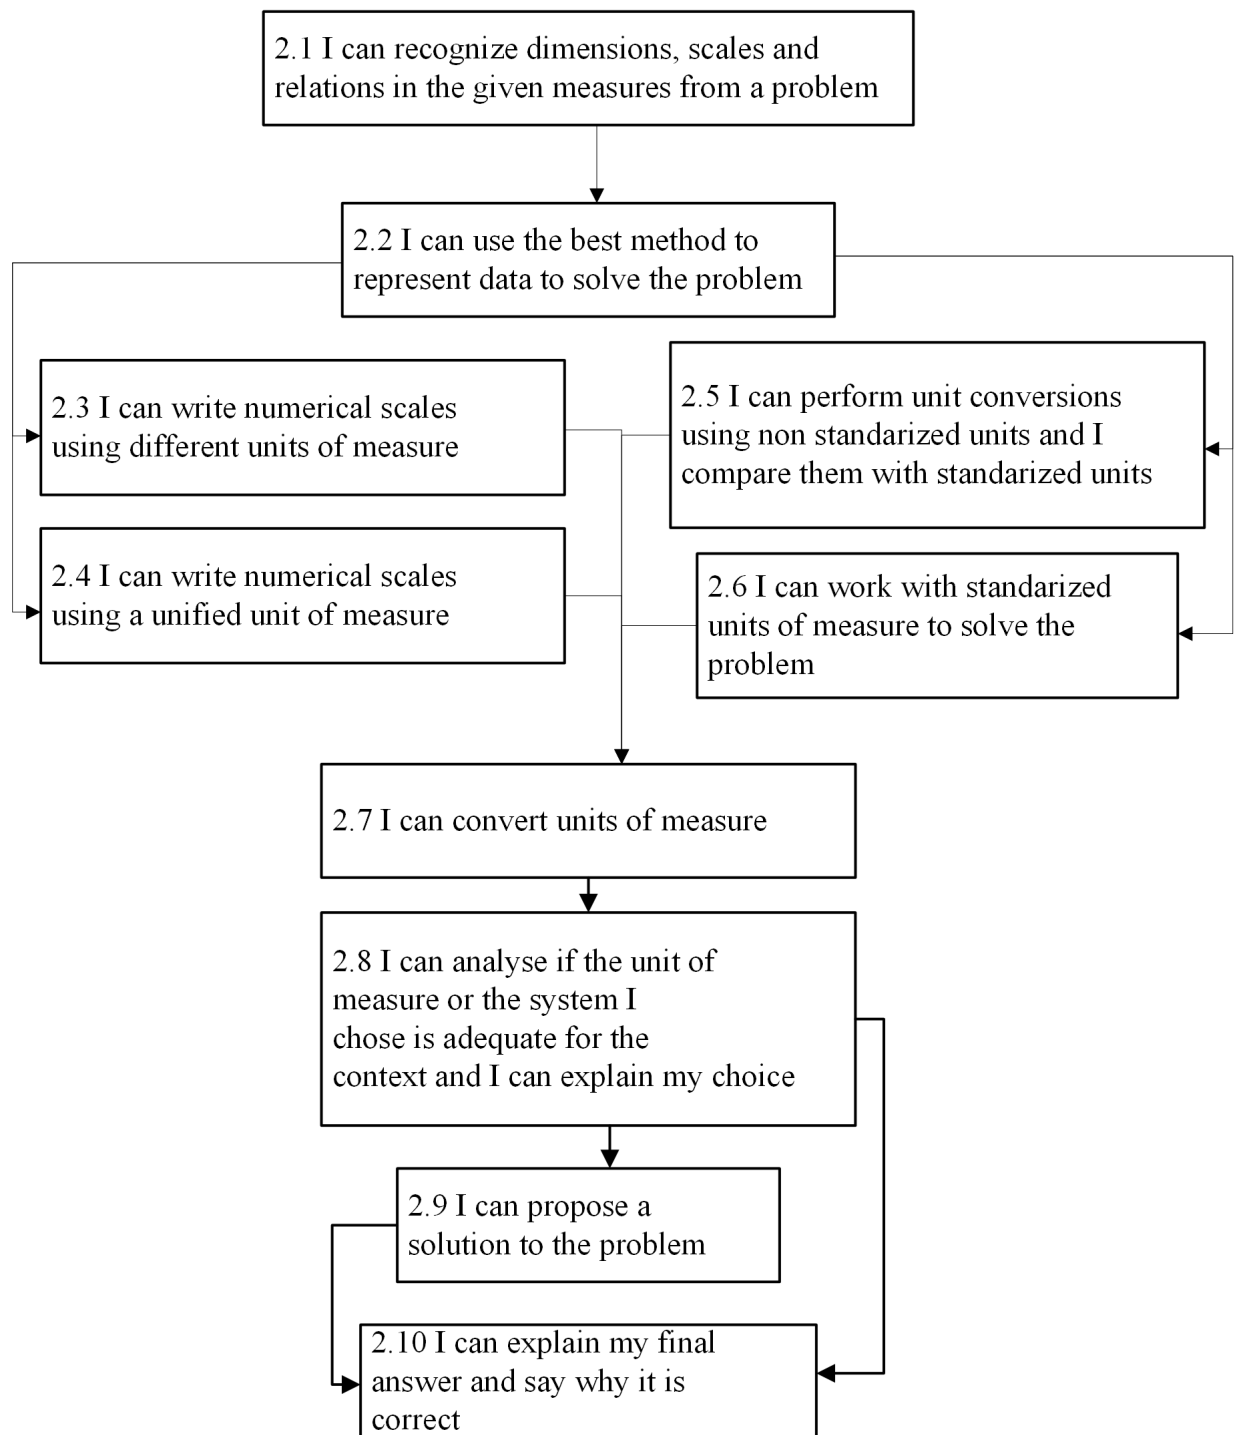 2.1 I can recognize dimensions, scales and
relations in the given measures from a problem
2.2 I can use the best method to
represent data to solve the problem
2.3 I can write numerical scales
using different units of measure
2.4 I can write numerical scales
using a unified unit of measure
2.5 I can perform unit conversions
using non standarized units and I
compare them with standarized units
2.6 I can work with standarized
units of measure to solve the
problem
2.7 I can convert units of measure
2.8 I can analyse if the unit of
measure or the system I
chose is adequate for the
context and I can explain my choice
2.9 I can propose a
solution to the problem
2.10 I can explain my final
answer and say why it is
correct